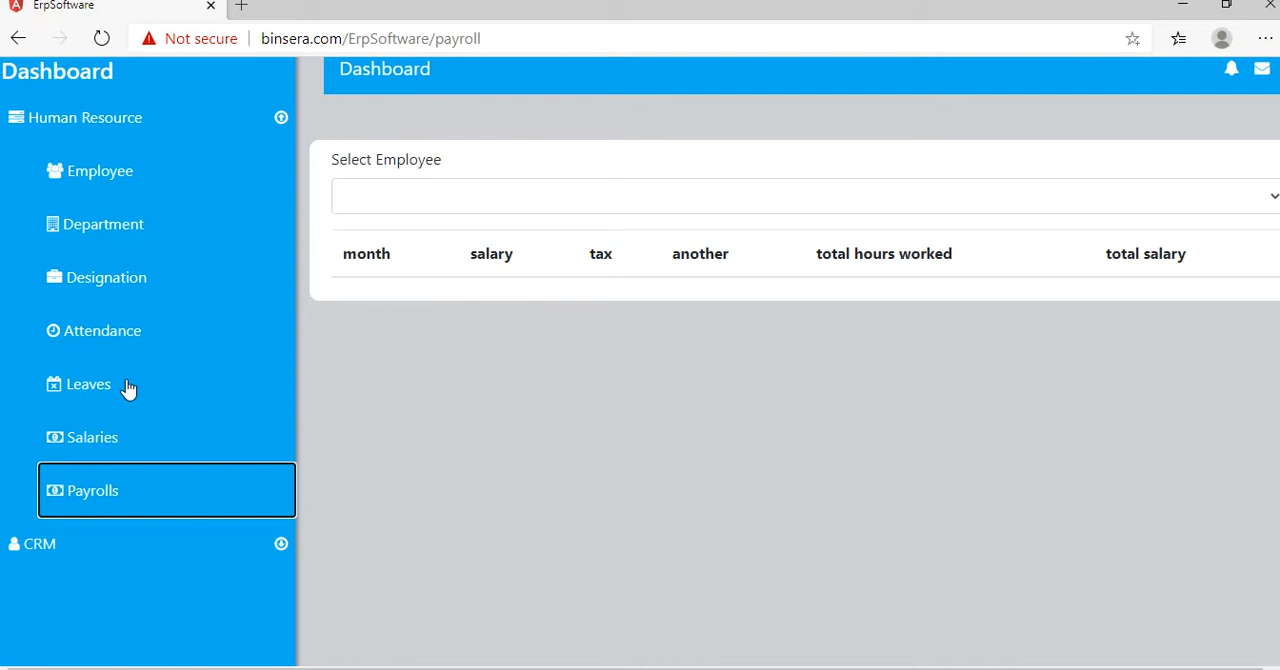 ErpSoftware
Not secure
binsera.com/ErpSoftware/payroll
Dashboard
Human Resource
Employee
Department
Designation
Attendance
Leaves
Salaries
Payrolls
CRM
Dashboard
Select Employee
month salary tax another total hours worked total salary